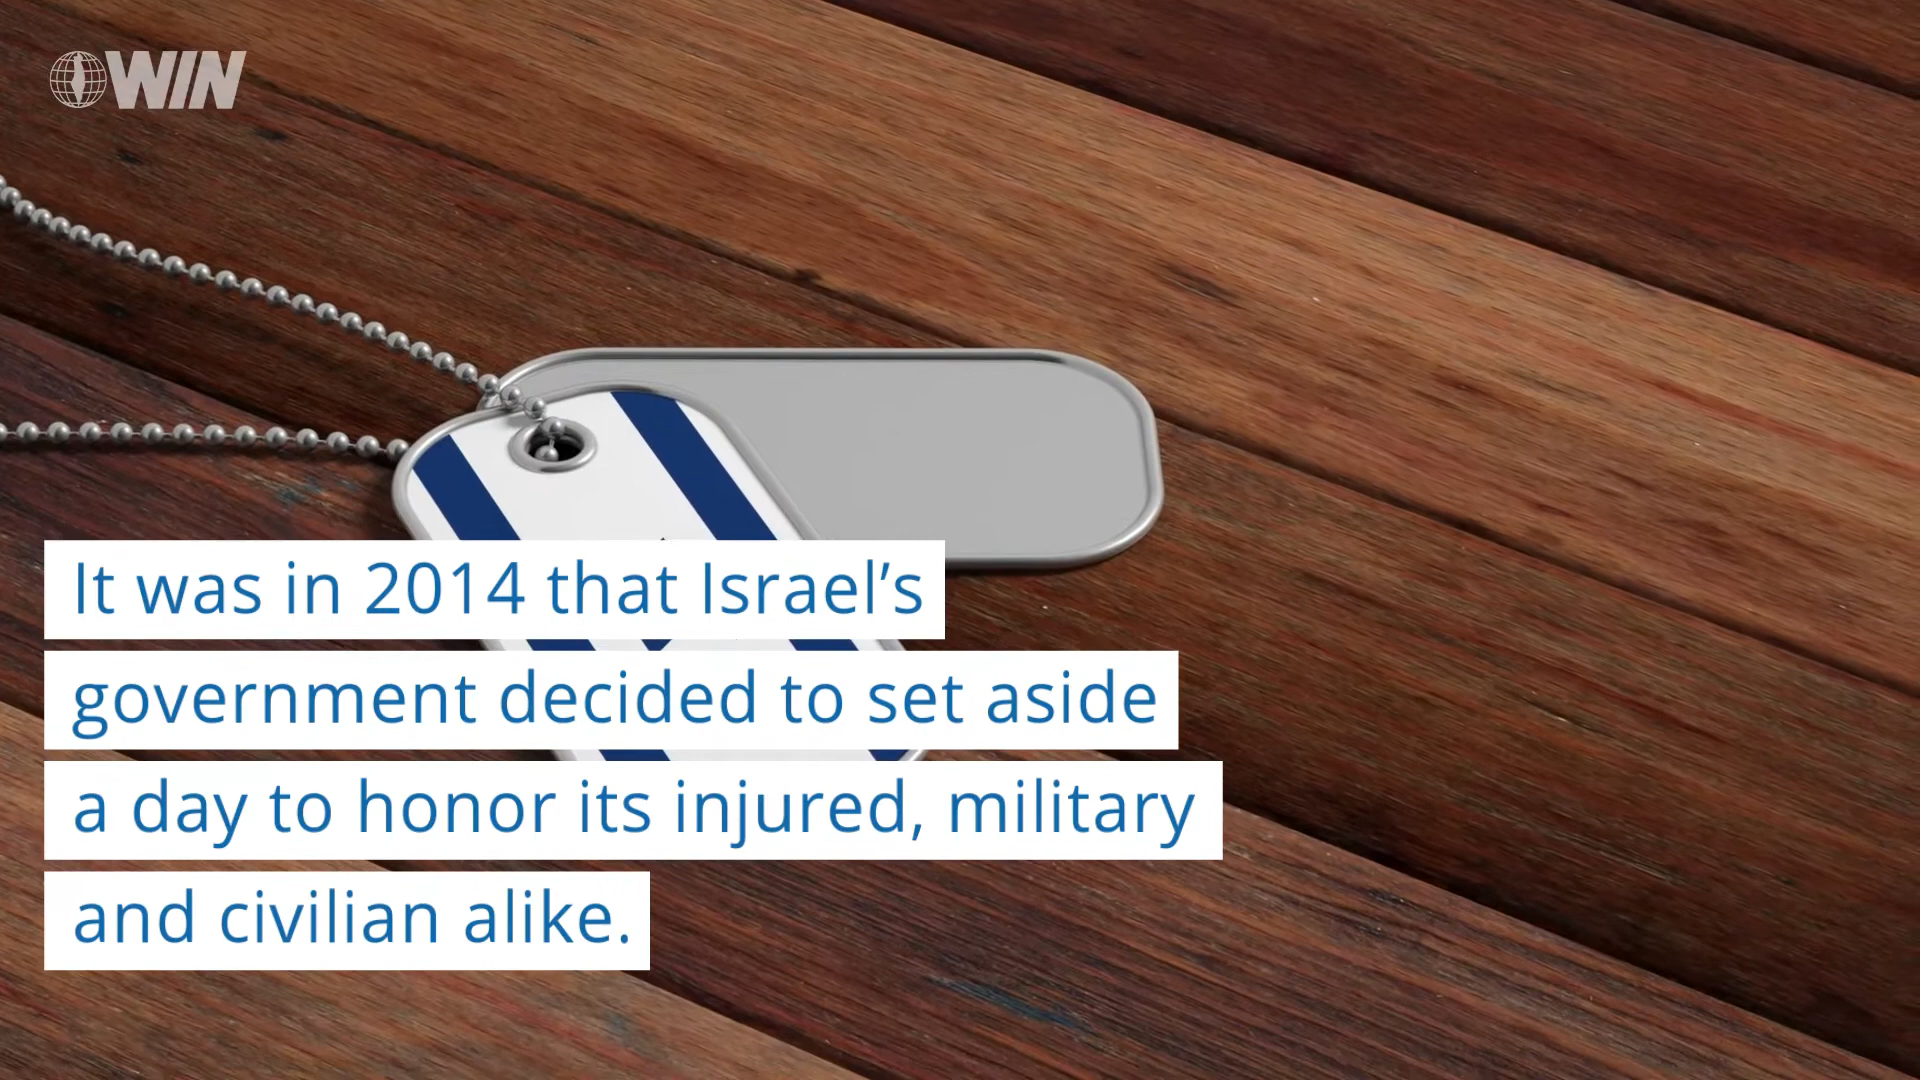 WIN
It was in 2014 that Israel’s
government decided to set aside
a day to honor its injured, military
and civilian alike.